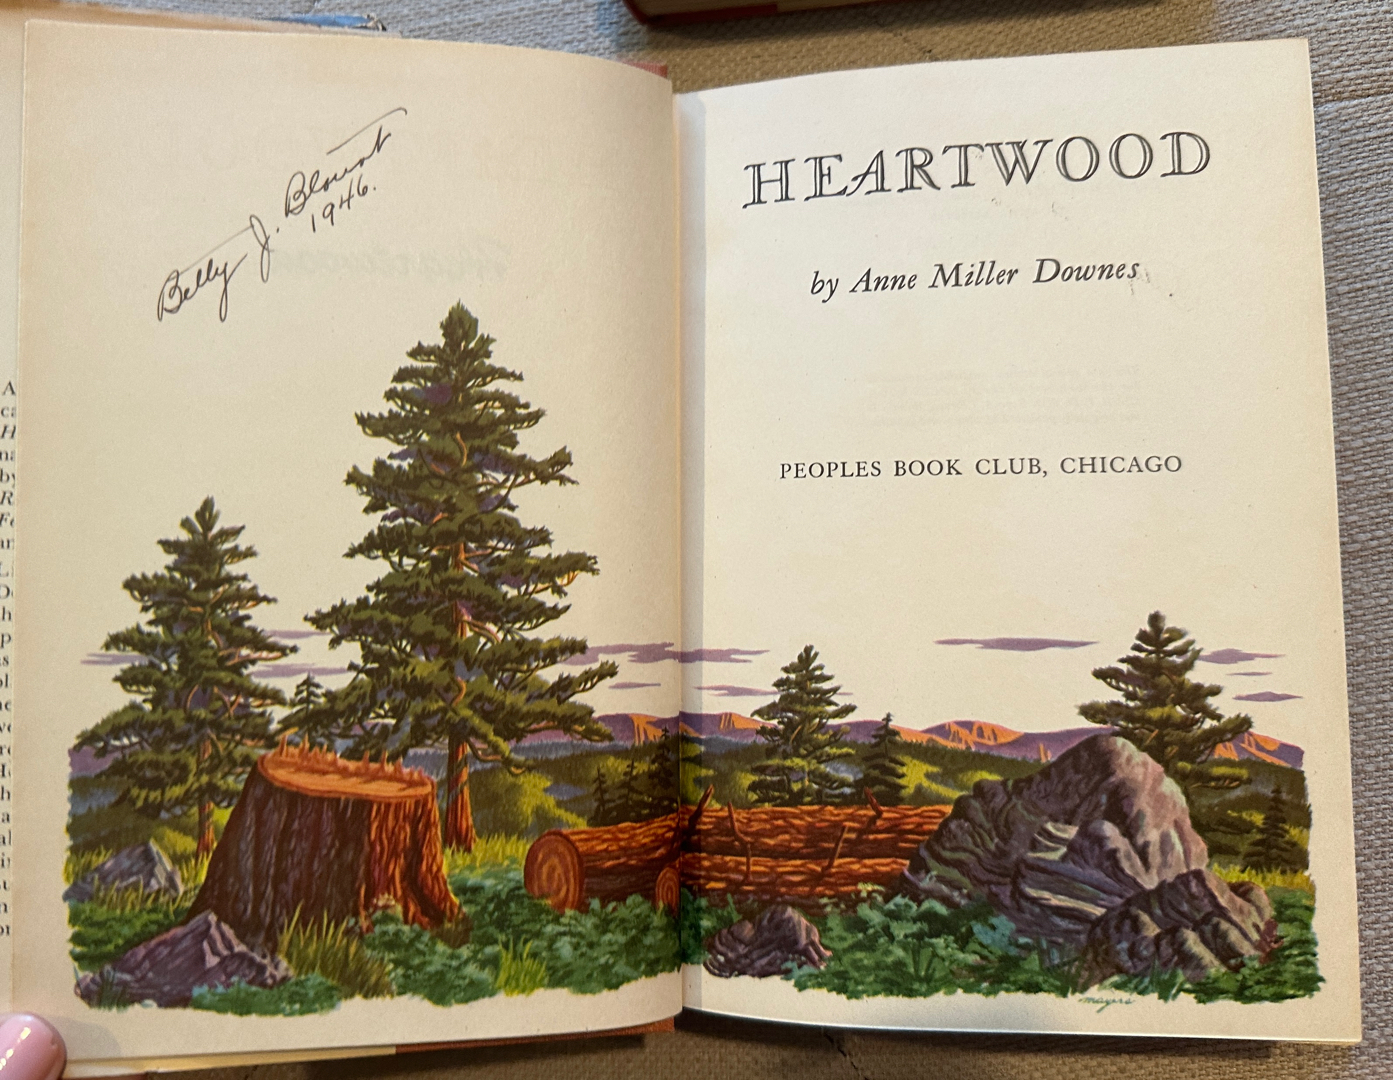 Betty J. Blount
1946.
HEARTWOOD
by Anne Miller Downes
PEOPLES BOOK CLUB, CHICAGO